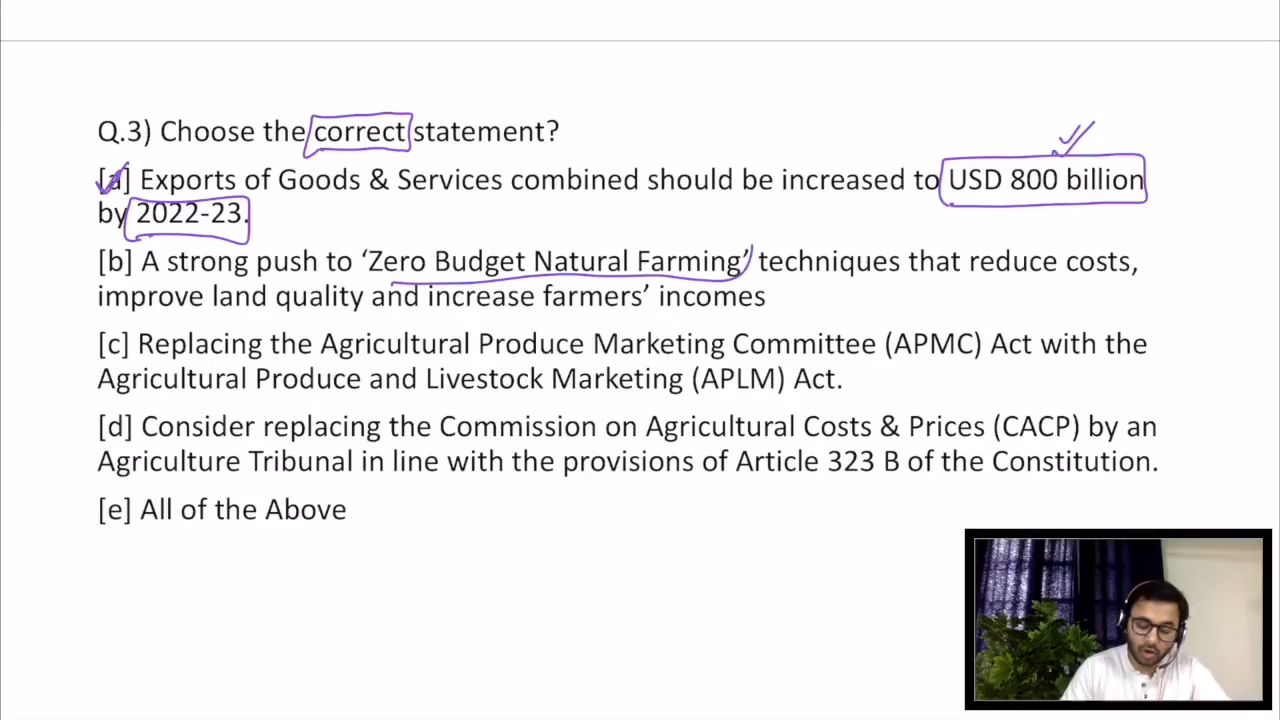 Q.3) Choose the correct statement?
[a] Exports of Goods & Services combined should be increased to USD 800 billion
by 2022-23.
[b] A strong push to ‘Zero Budget Natural Farming’ techniques that reduce costs,
improve land quality and increase farmers’ incomes
[c] Replacing the Agricultural Produce Marketing Committee (APMC) Act with the
Agricultural Produce and Livestock Marketing (APLM) Act.
[d] Consider replacing the Commission on Agricultural Costs & Prices (CACP) by an
Agriculture Tribunal in line with the provisions of Article 323 B of the Constitution.
[e] All of the Above